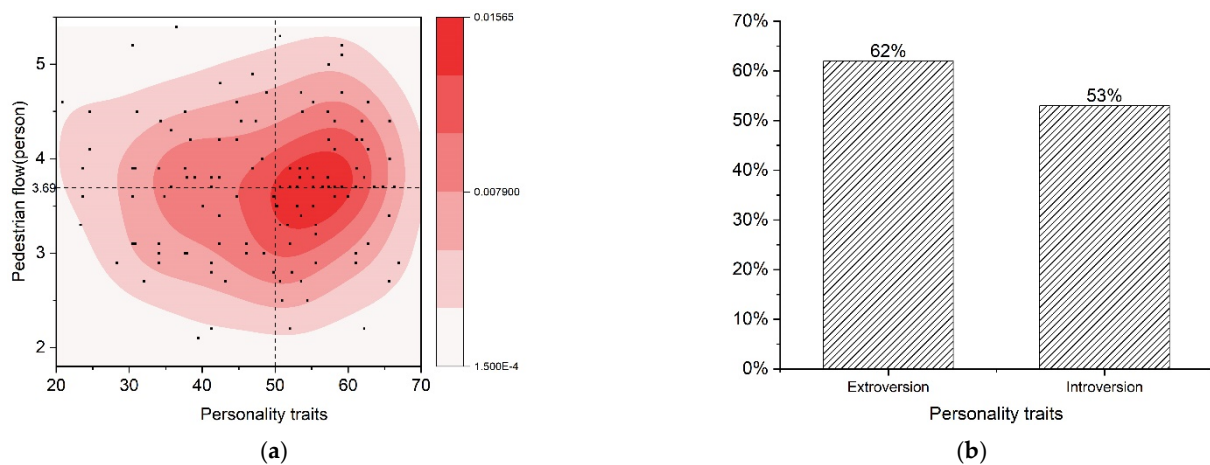 Pedestrian flow(person)
5
4
3.69
3
2
20 30 40 50 60 70
Personality traits
0.01565
0.007900
1.500E-4
(a)
70%
60%
50%
40%
30%
20%
10%
0%
62%
53%
Extroversion Introversion
Personality traits
(b)